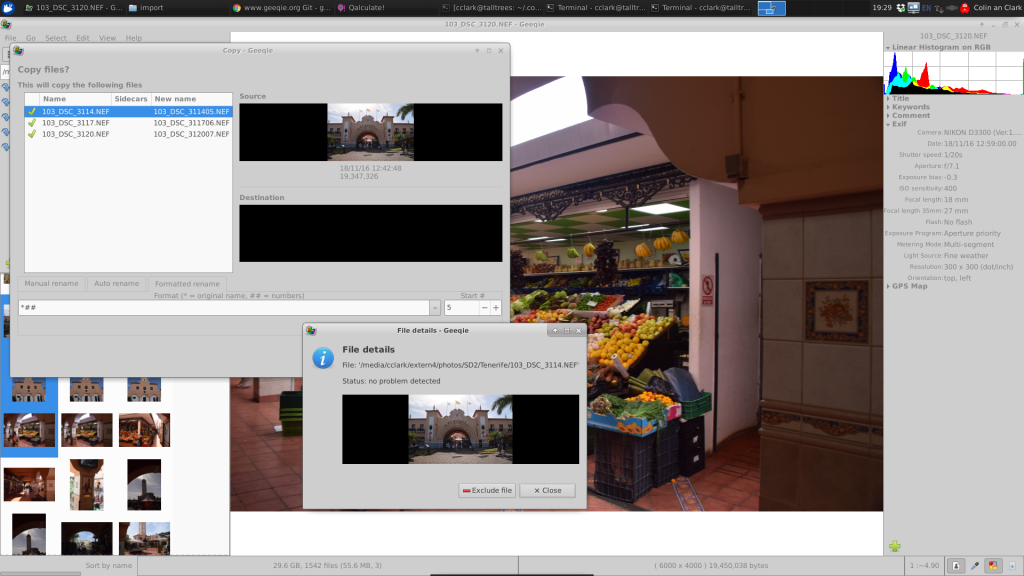 www.geeqie.org Git - g...
import
www.geeqie.org Git - g...
Qalculate!
[cclark@talltrees: ~/.co...
Terminal - cclark@talltr...
Terminal - cclark@talltr...
19:29
EN
Colin an Clark
103_DSC_3120.NEF - Geeqie
File Go Select Edit View Help
Copy - Geeqie
Copy files?
This will copy the following files
Name Sidecars New name
103_DSC_3114.NEF 103_DSC_311405.NEF
103_DSC_3117.NEF 103_DSC_311706.NEF
103_DSC_3120.NEF 103_DSC_312007.NEF
Source
18/11/16 12:42:48
19,347,326
Destination
Manual rename Auto rename Formatted rename
Format (* = original name, ## = numbers) Start #
*## 5
File details - Geeqie
File details
File: '/media/cclark/extern4/photos/SD2/Tenerife/103_DSC_3114.NEF'
Status: no problem detected
Exclude file Close
103_DSC_3120.NEF
Linear Histogram on RGB
Title
Keywords
Comment
Exif
Camera: NIKON D3300 (Ver.1....
Date: 18/11/16 12:59:00.00
Shutter speed: 1/20s
Aperture: f/7.1
Exposure bias: -0.3
ISO sensitivity: 400
Focal length: 18 mm
Focal length 35mm: 27 mm
Flash: No flash
Exposure Program: Aperture priority
Metering Mode: Multi-segment
Light Source: Fine weather
Resolution: 300 x 300 (dot/inch)
Orientation: top, left
GPS Map
Sort by name
29.6 GB, 1542 files (55.6 MB, 3)
( 6000 x 4000 ) 19,450,038 bytes
1 :~4.90